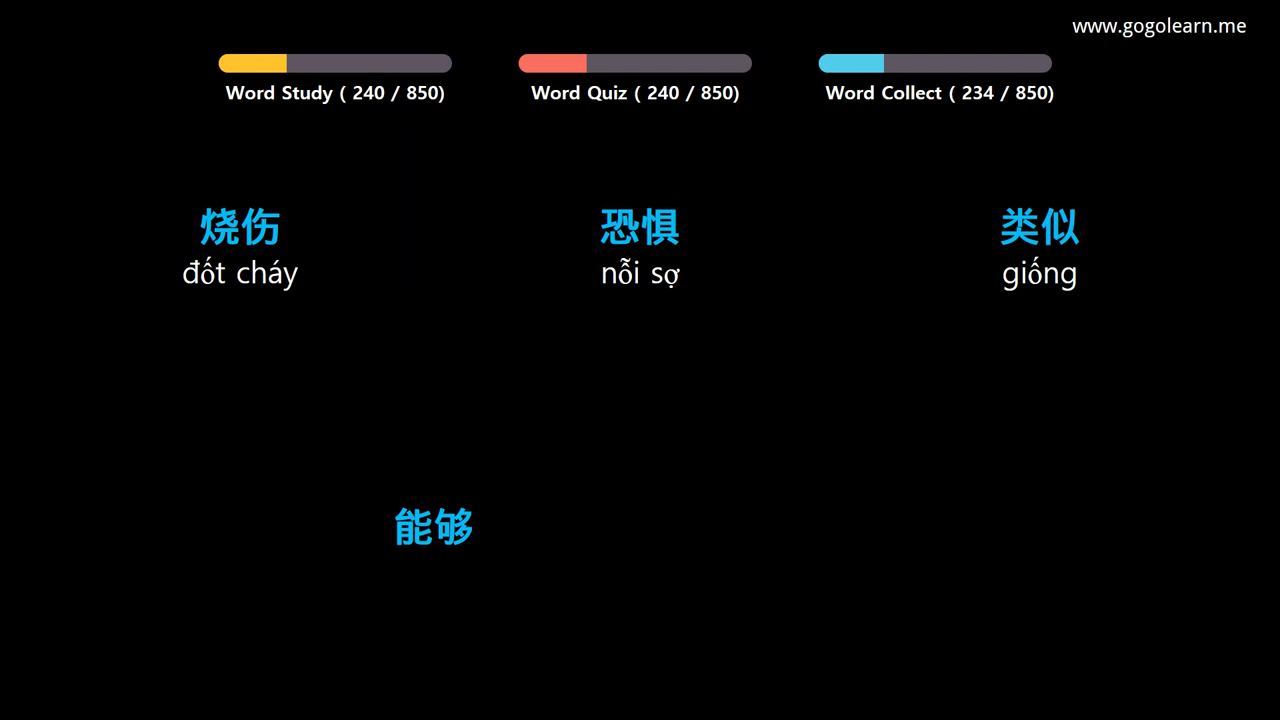 www.gogolearn.me
Word Study ( 240 / 850)
Word Quiz ( 240 / 850)
Word Collect ( 234 / 850)
烧伤
đốt cháy
恐惧
nỗi sợ
类似
giống
能够